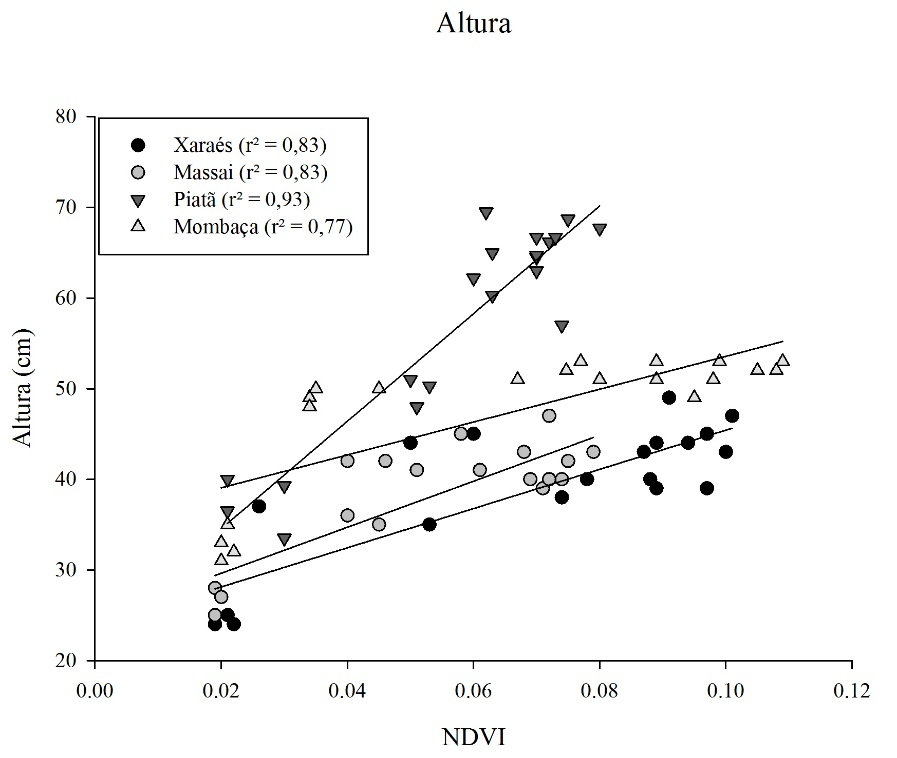 Altura
80
70
60
50
40
30
20
Xaraés (r² = 0,83)
Massai (r² = 0,83)
Piatã (r² = 0,93)
Mombaça (r² = 0,77)
Altura (cm)
0.00 0.02 0.04 0.06 0.08 0.10 0.12
NDVI